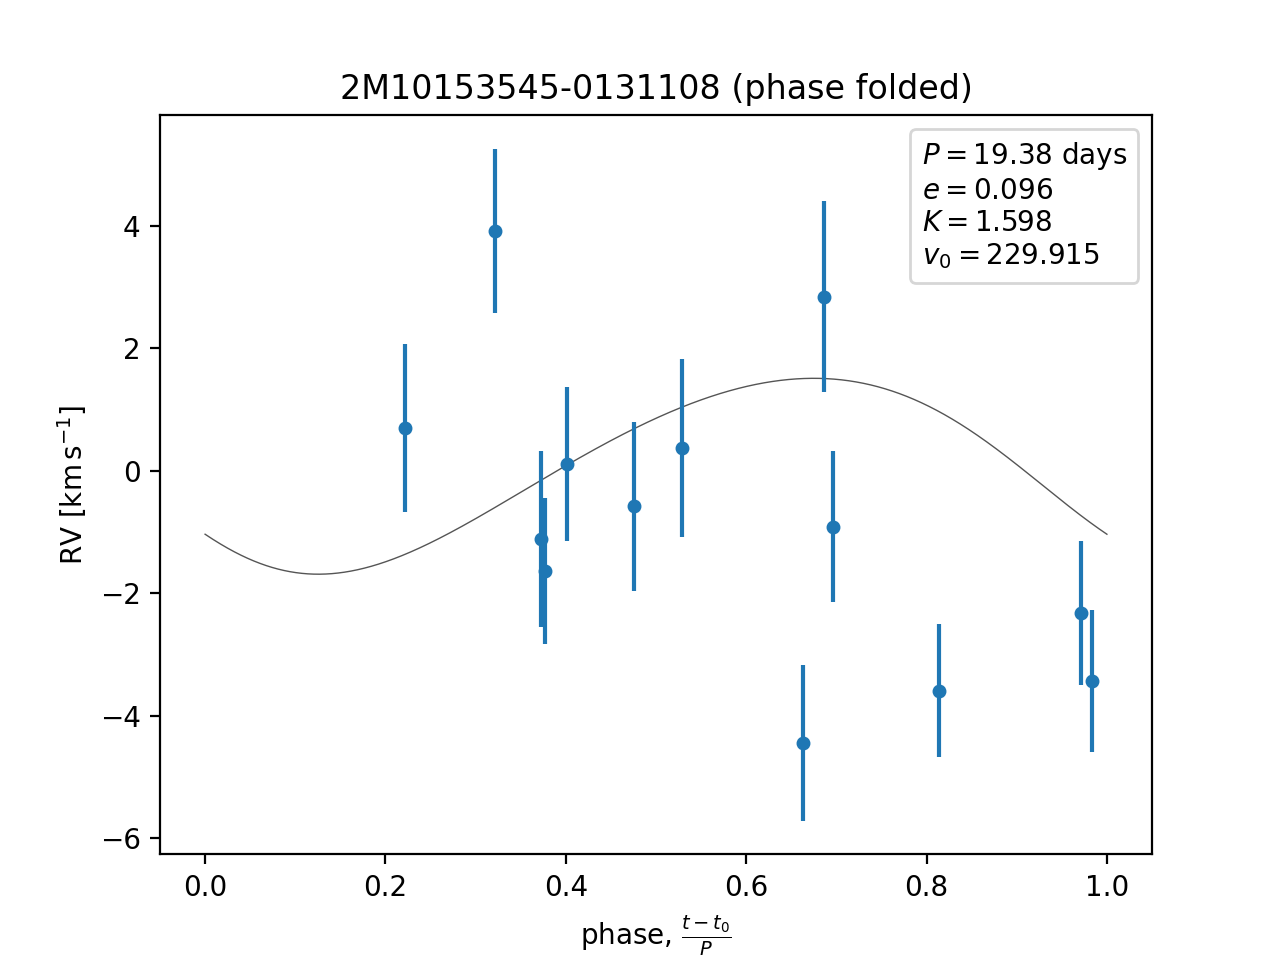 2M10153545-0131108 (phase folded)
P = 19.38 days
e = 0.096
K = 1.598
v₀ = 229.915
RV [km s⁻¹]
4
2
0
−2
−4
−6
0.0 0.2 0.4 0.6 0.8 1.0
phase, (t − t₀)/P